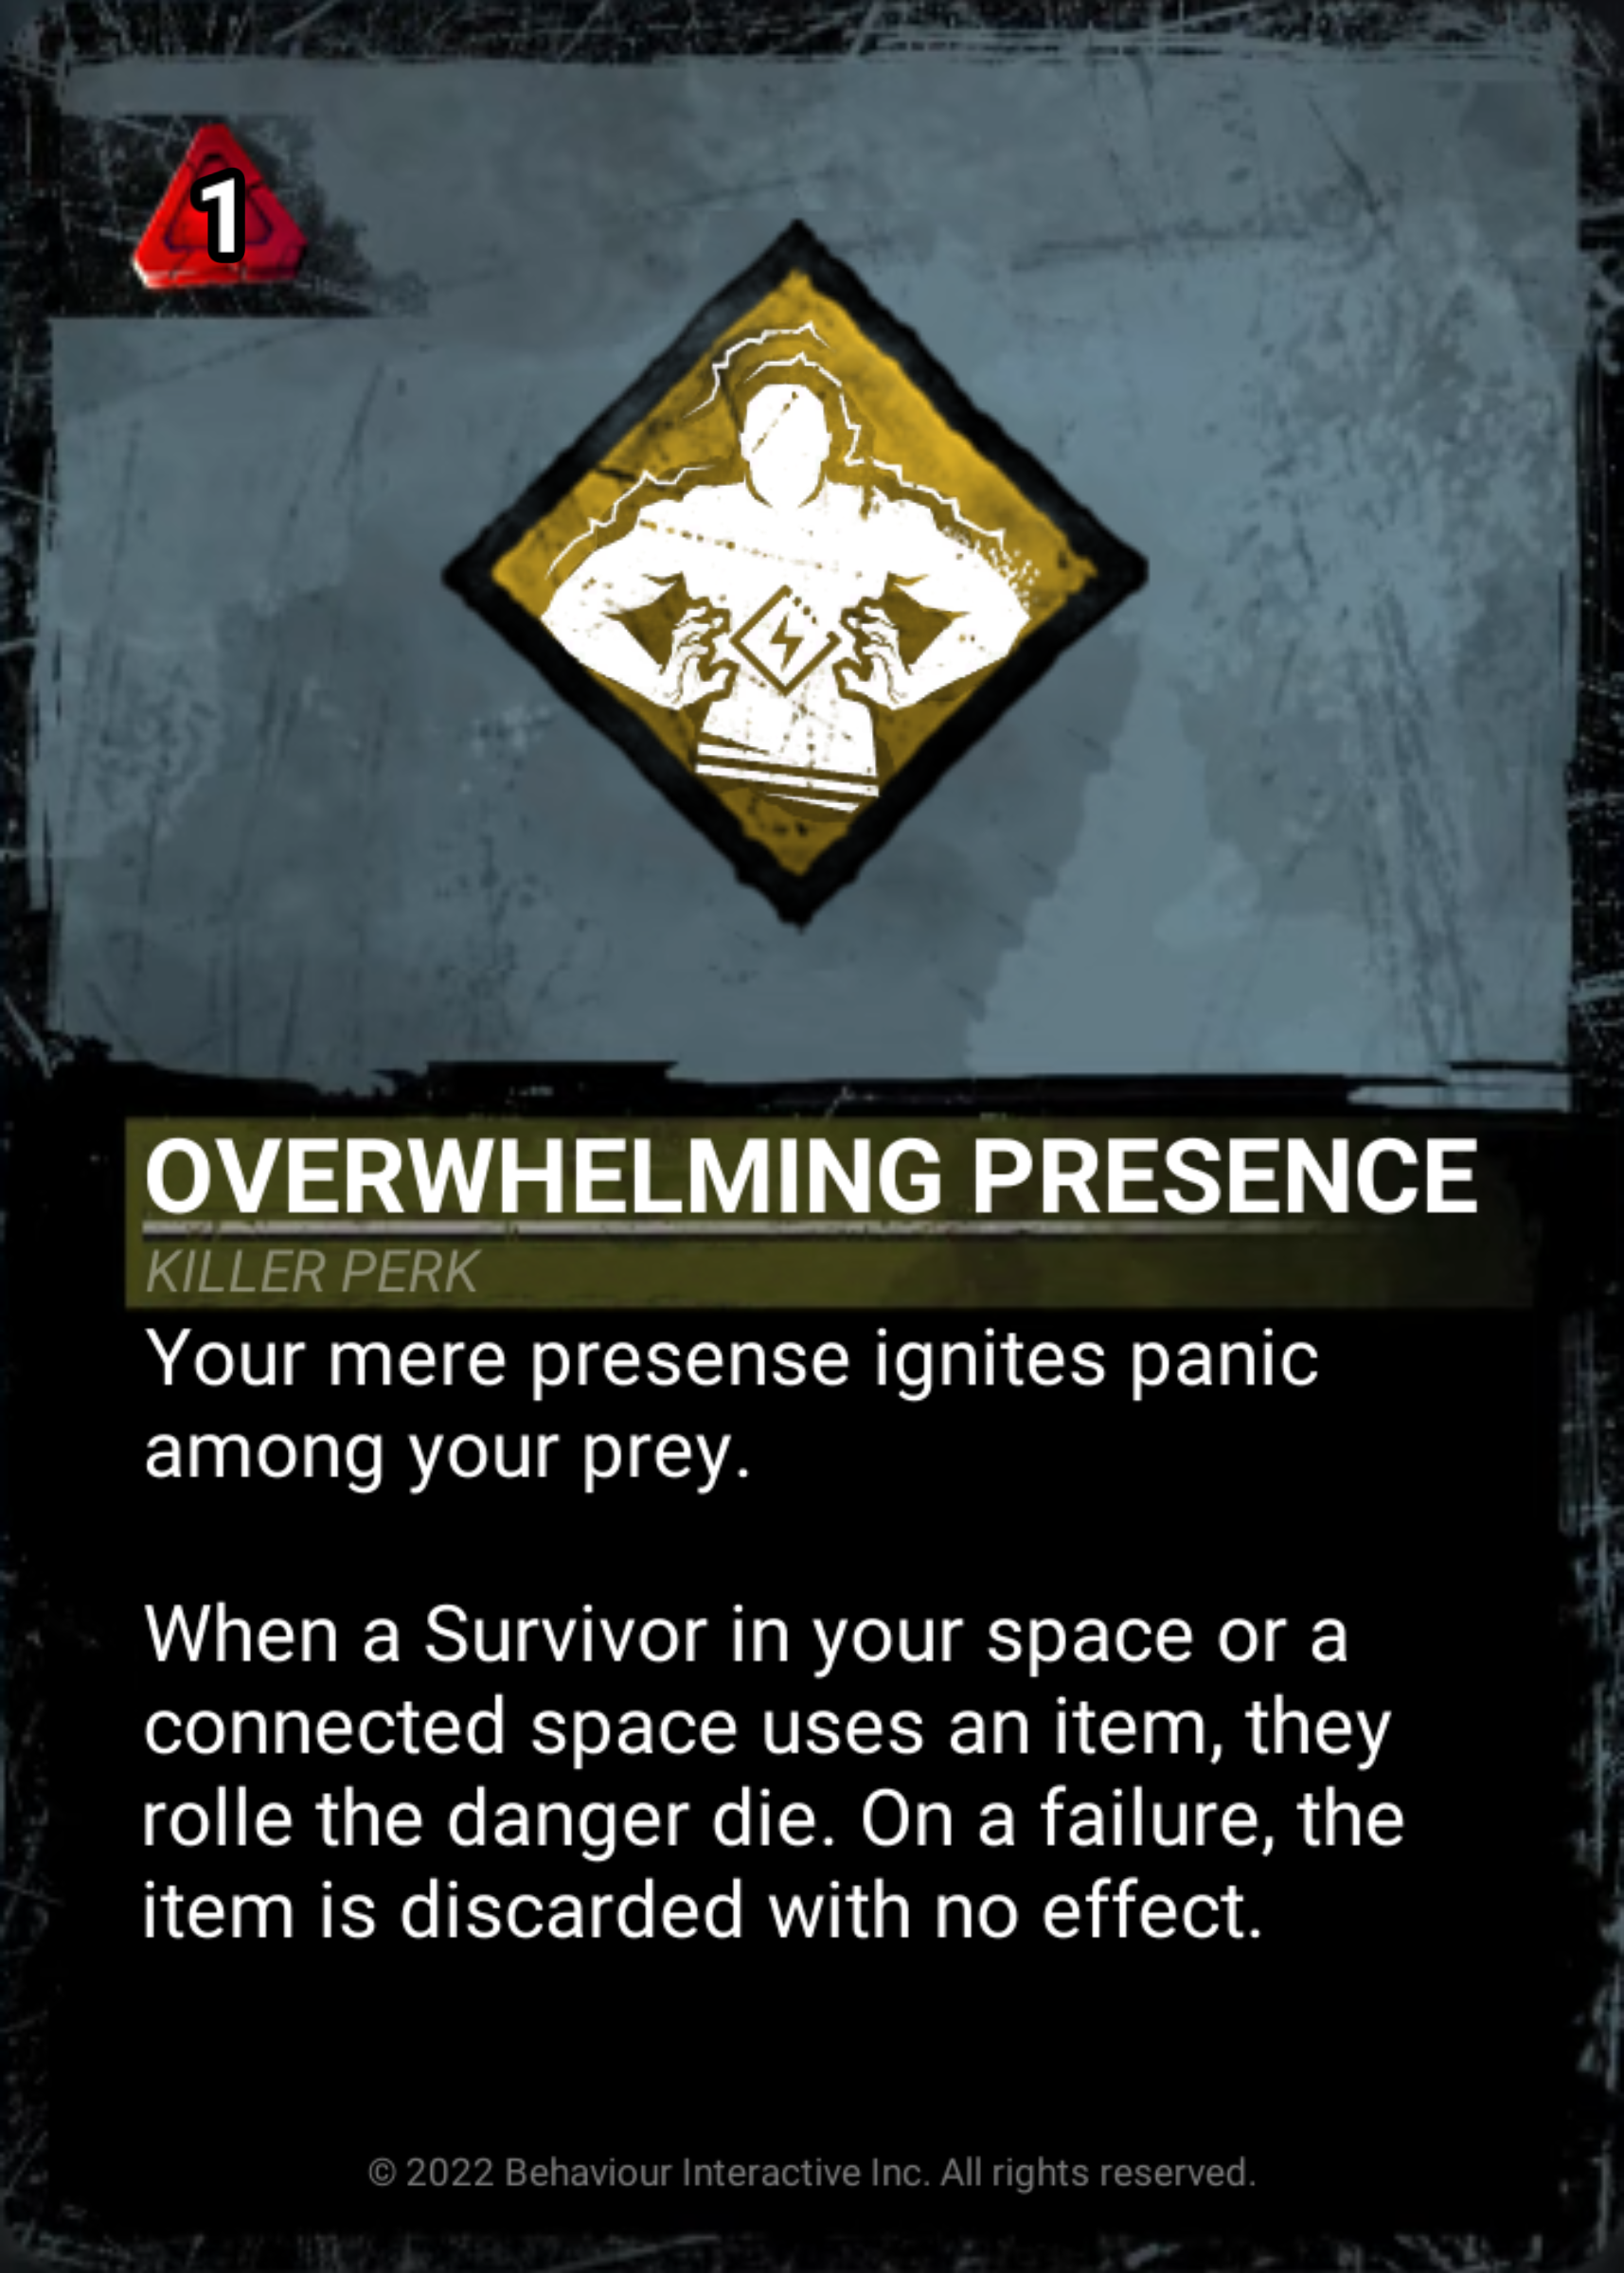 1
OVERWHELMING PRESENCE
KILLER PERK
Your mere presense ignites panic
among your prey.
When a Survivor in your space or a
connected space uses an item, they
rolle the danger die. On a failure, the
item is discarded with no effect.
© 2022 Behaviour Interactive Inc. All rights reserved.